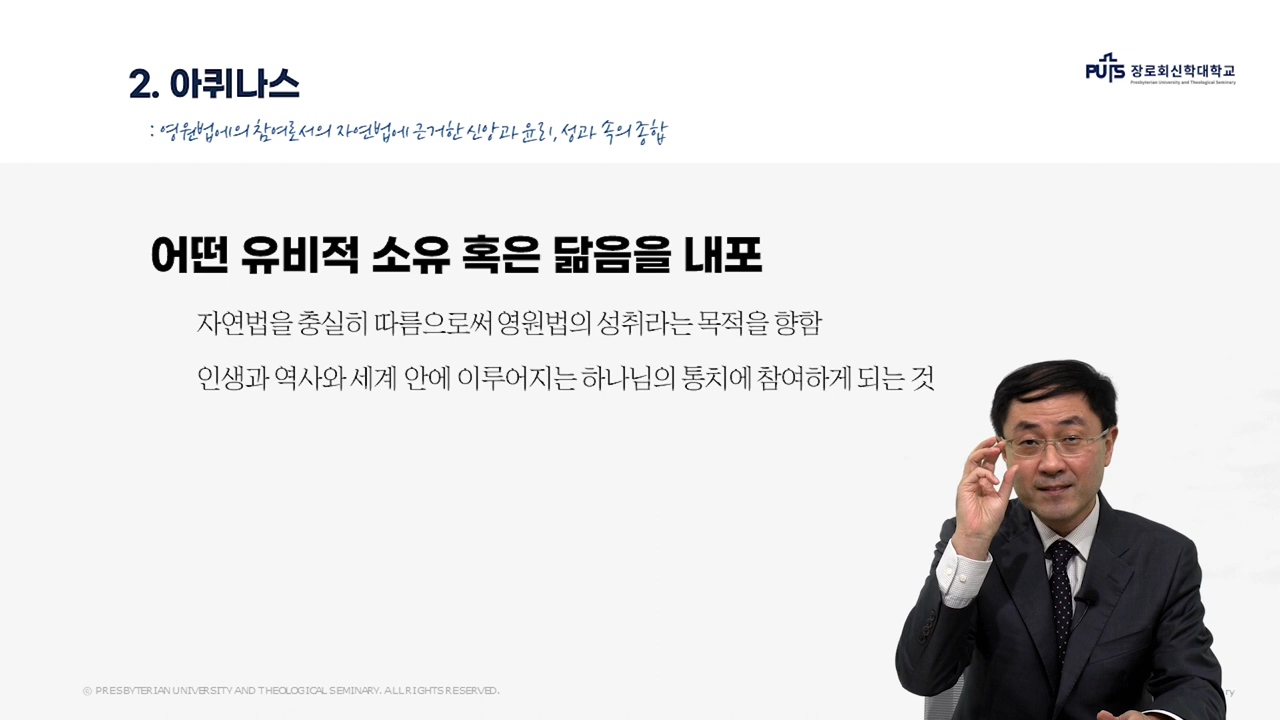 2. 아퀴나스
: 영원법에의 참여로서의 자연법에 근거한 신앙과 윤리, 성과 속의 종합
PUTS 장로회신학대학교
Presbyterian University and Theological Seminary
어떤 유비적 소유 혹은 닮음을 내포
자연법을 충실히 따름으로써 영원법의 성취라는 목적을 향함
인생과 역사와 세계 안에 이루어지는 하나님의 통치에 참여하게 되는 것
© PRESBYTERIAN UNIVERSITY AND THEOLOGICAL SEMINARY. ALL RIGHTS RESERVED.